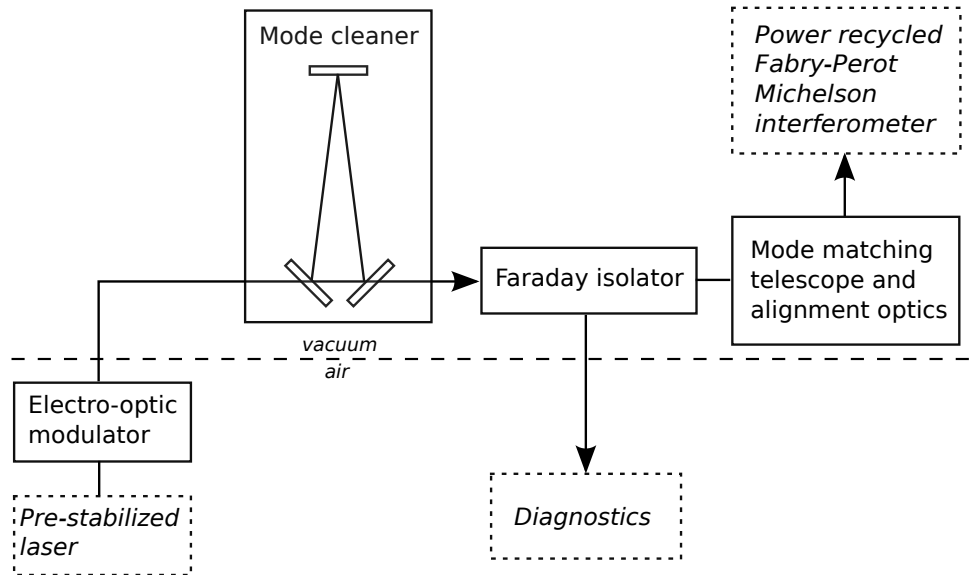 Mode cleaner
Power recycled
Fabry-Perot
Michelson
interferometer
Faraday isolator
Mode matching
telescope and
alignment optics
vacuum
air
Electro-optic
modulator
Pre-stabilized
laser
Diagnostics